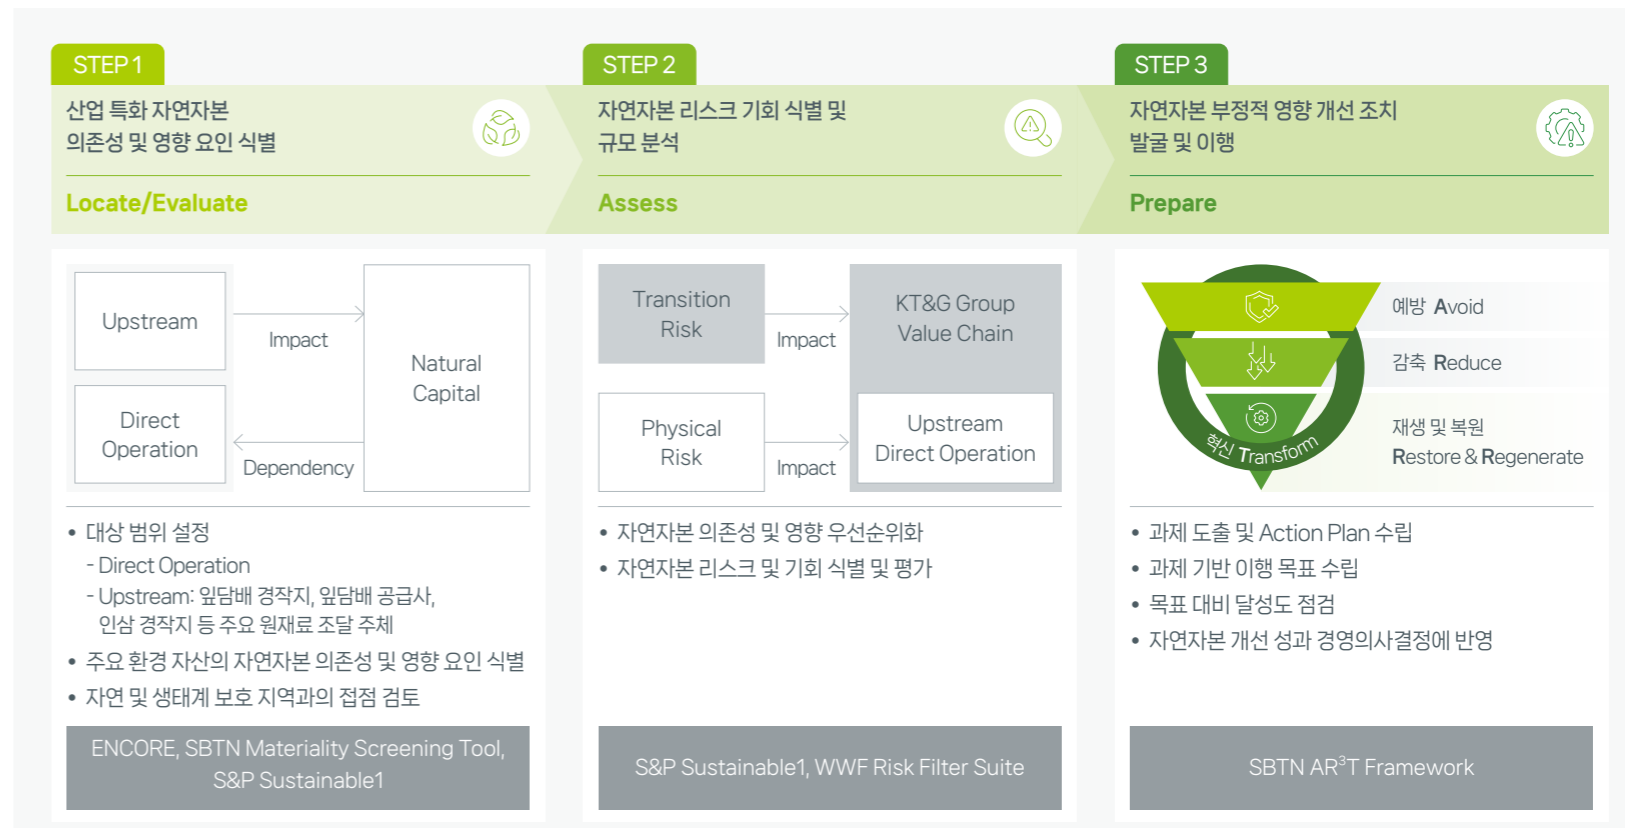 STEP 1
산업 특화 자연자본
의존성 및 영향 요인 식별
Locate/Evaluate
Upstream
Direct
Operation
Impact
Dependency
Natural
Capital
• 대상 범위 설정
- Direct Operation
- Upstream: 잎담배 경작지, 잎담배 공급사,
인삼 경작지 등 주요 원재료 조달 주체
• 주요 환경 자산의 자연자본 의존성 및 영향 요인 식별
• 자연 및 생태계 보호 지역과의 접점 검토
ENCORE, SBTN Materiality Screening Tool,
S&P Sustainable1
STEP 2
자연자본 리스크 기회 식별 및
규모 분석
Assess
Transition
Risk
Impact
KT&G Group
Value Chain
Physical
Risk
Impact
Upstream
Direct Operation
• 자연자본 의존성 및 영향 우선순위화
• 자연자본 리스크 및 기회 식별 및 평가
S&P Sustainable1, WWF Risk Filter Suite
STEP 3
자연자본 부정적 영향 개선 조치
발굴 및 이행
Prepare
예방 Avoid
감축 Reduce
재생 및 복원
Restore & Regenerate
혁신 Transform
• 과제 도출 및 Action Plan 수립
• 과제 기반 이행 목표 수립
• 목표 대비 달성도 점검
• 자연자본 개선 성과 경영의사결정에 반영
SBTN AR³T Framework